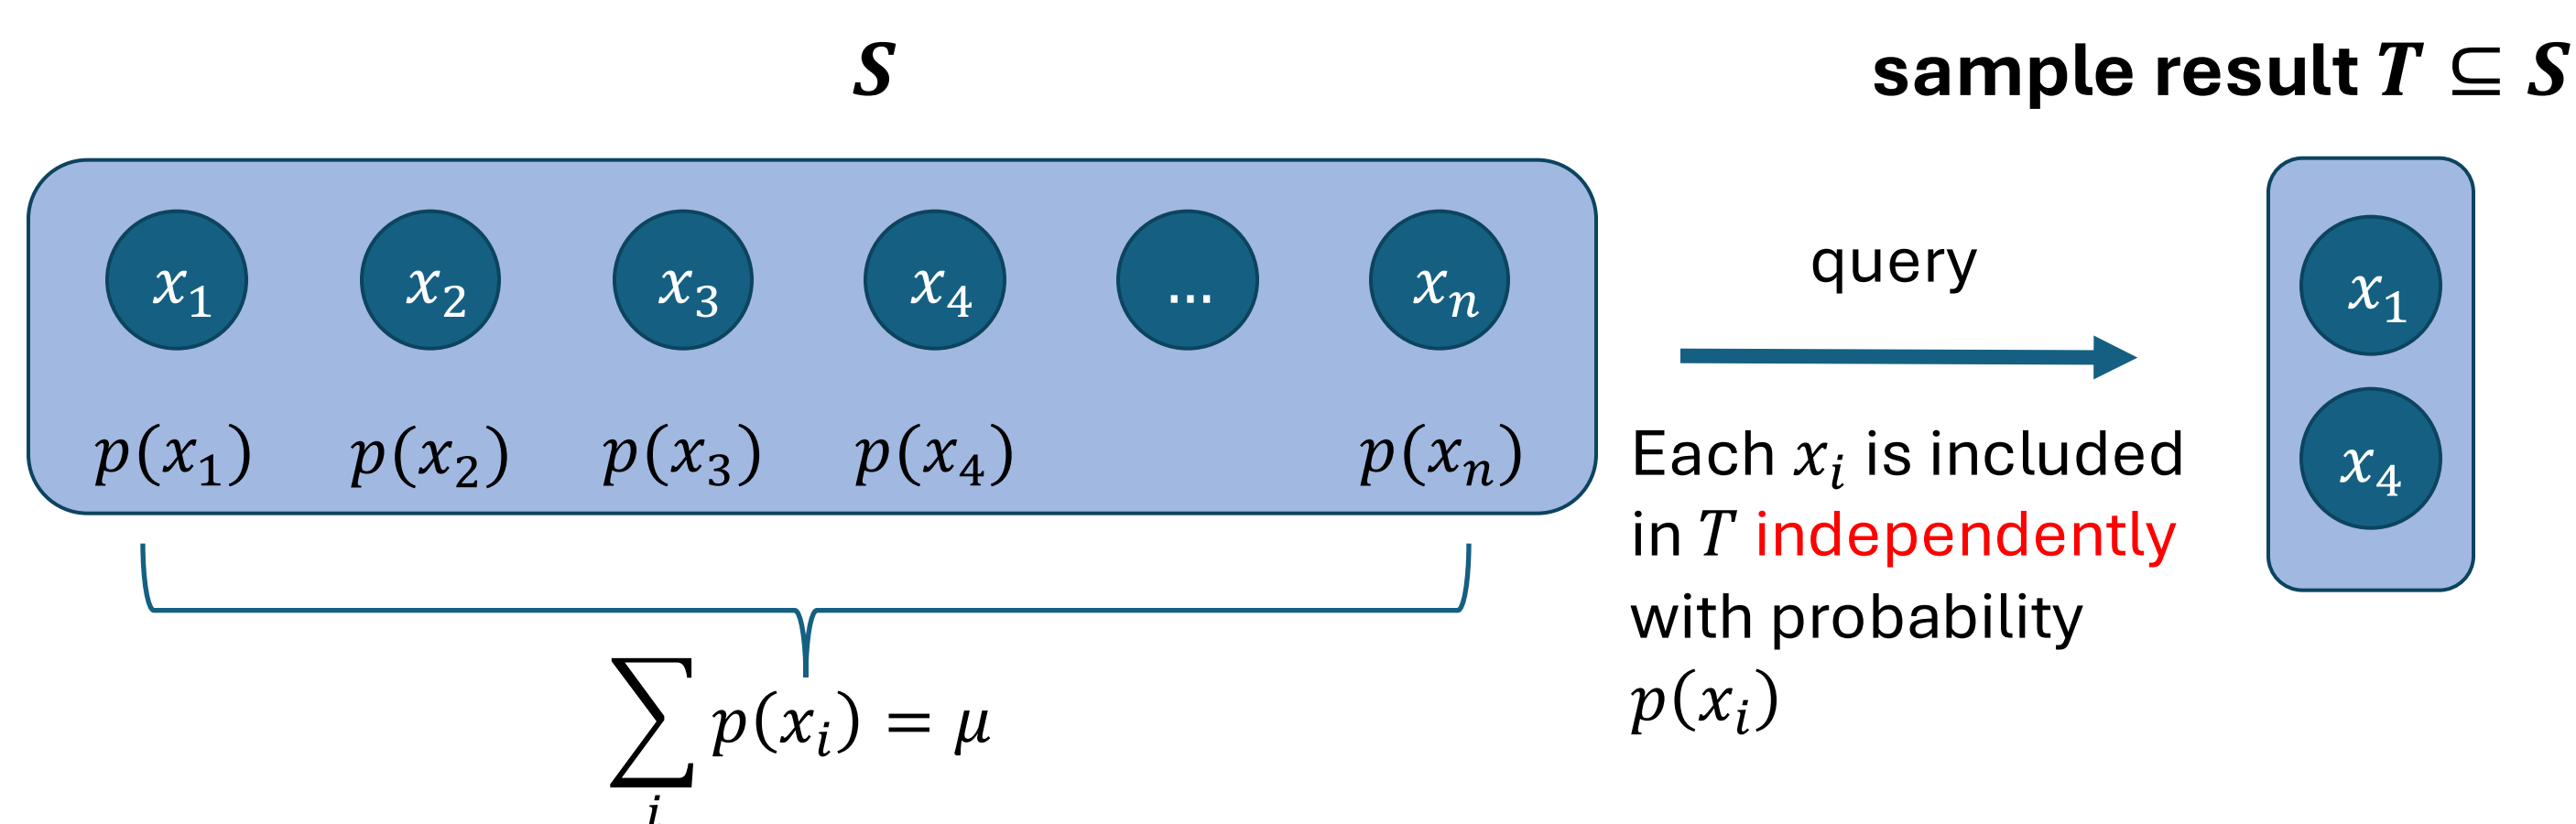 S
sample result T ⊆ S
x₁ x₂ x₃ x₄ ... xₙ
p(x₁) p(x₂) p(x₃) p(x₄) p(xₙ)
∑ᵢ p(xᵢ) = μ
query
Each xᵢ is included
in T independently
with probability
p(xᵢ)
x₁
x₄